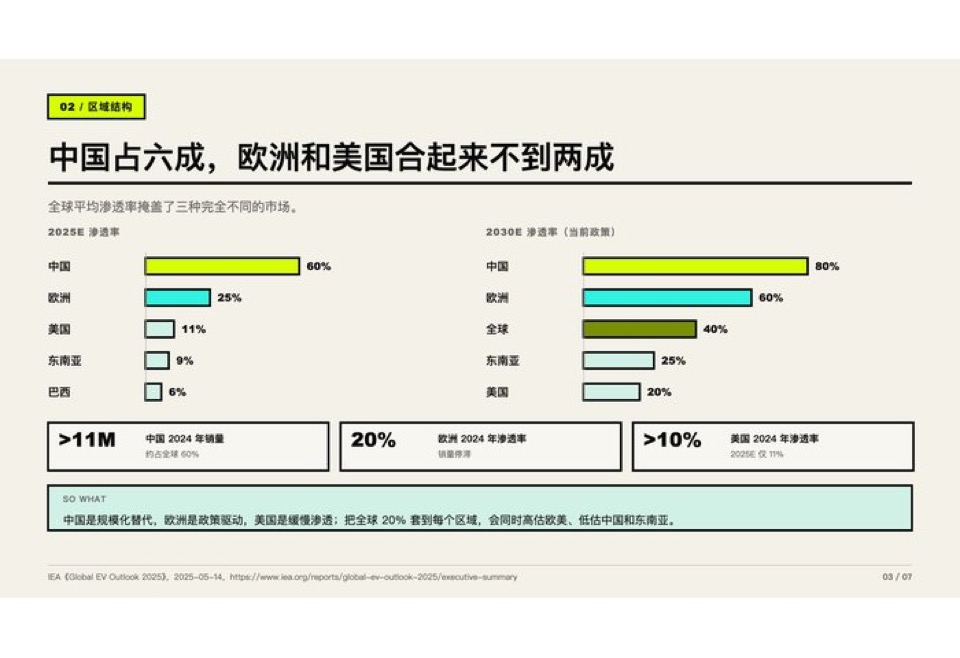 02 / 区域结构
中国占六成，欧洲和美国合起来不到两成
全球平均渗透率掩盖了三种完全不同的市场。
2025E 渗透率
中国 60%
欧洲 25%
美国 11%
东南亚 9%
巴西 6%
2030E 渗透率（当前政策）
中国 80%
欧洲 60%
全球 40%
东南亚 25%
美国 20%
>11M
中国 2024 年销量
约占全球 60%
20%
欧洲 2024 年渗透率
销量停滞
>10%
美国 2024 年渗透率
2025E 仅 11%
SO WHAT
中国是规模化替代，欧洲是政策驱动，美国是缓慢渗透；把全球 20% 套到每个区域，会同时高估欧美、低估中国和东南亚。
IEA《Global EV Outlook 2025》，2025-05-14，https://www.iea.org/reports/global-ev-outlook-2025/executive-summary
03 / 07